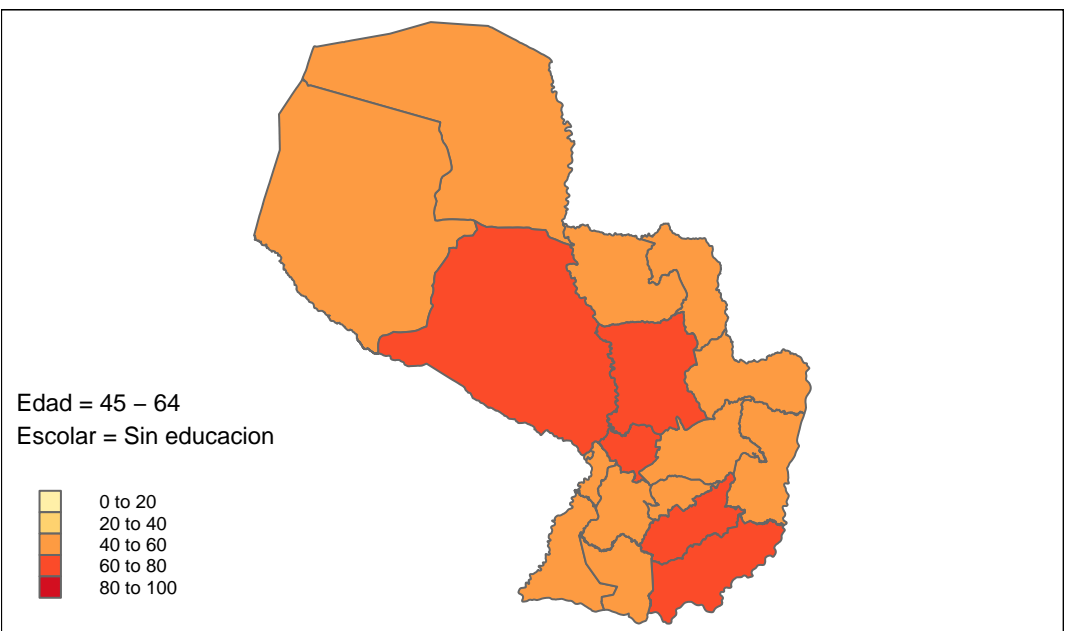 Edad = 45 – 64
Escolar = Sin educacion
0 to 20
20 to 40
40 to 60
60 to 80
80 to 100